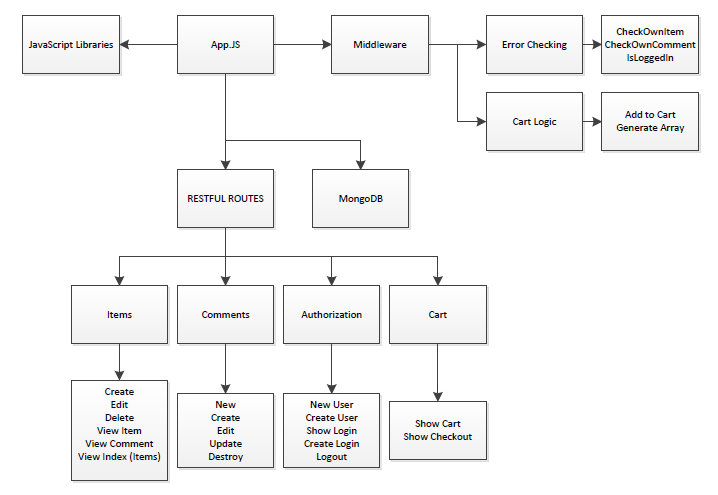 JavaScript Libraries
App.JS
Middleware
Error Checking
CheckOwnItem
CheckOwnComment
IsLoggedIn
Cart Logic
Add to Cart
Generate Array
RESTFUL ROUTES
MongoDB
Items
Comments
Authorization
Cart
Create
Edit
Delete
View Item
View Comment
View Index (Items)
New
Create
Edit
Update
Destroy
New User
Create User
Show Login
Create Login
Logout
Show Cart
Show Checkout